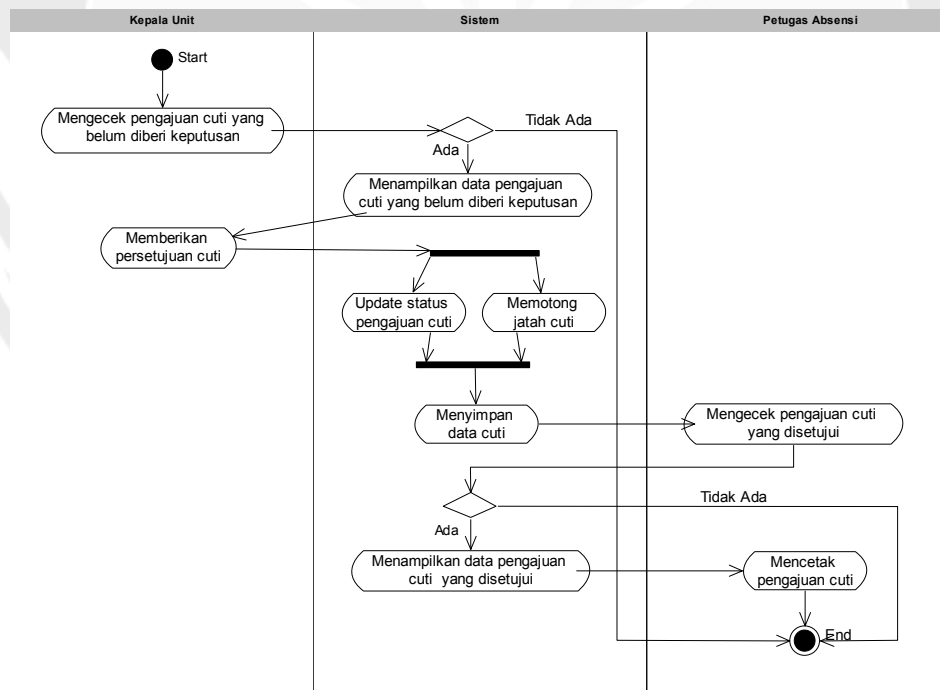 Kepala Unit
Sistem
Petugas Absensi
Start
Mengecek pengajuan cuti yang
belum diberi keputusan
Tidak Ada
Ada
Menampilkan data pengajuan
cuti yang belum diberi keputusan
Memberikan
persetujuan cuti
Update status
pengajuan cuti
Memotong
jatah cuti
Menyimpan
data cuti
Mengecek pengajuan cuti
yang disetujui
Tidak Ada
Ada
Menampilkan data pengajuan
cuti yang disetujui
Mencetak
pengajuan cuti
End